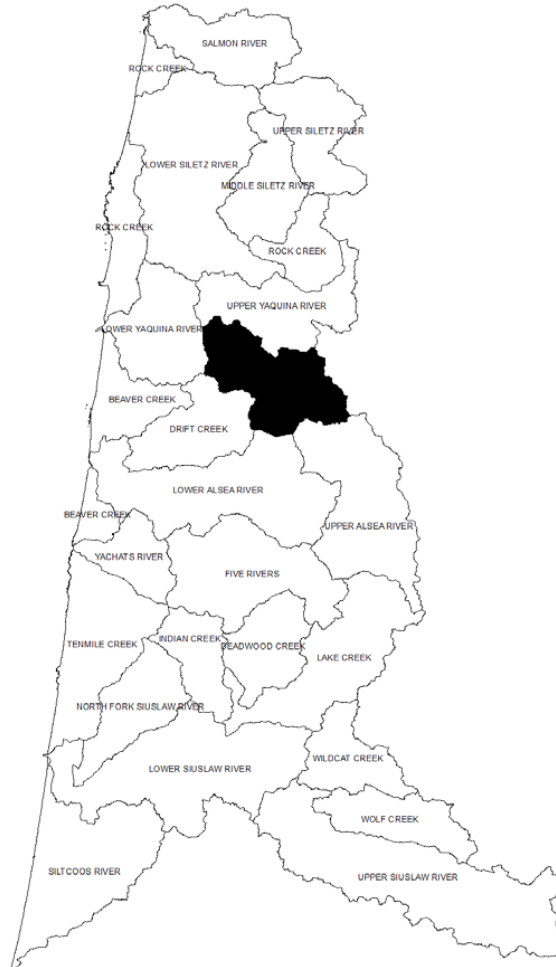 SALMON RIVER
ROCK CREEK
UPPER SILETZ RIVER
LOWER SILETZ RIVER
MIDDLE SILETZ RIVER
ROCK CREEK
ROCK CREEK
UPPER YAQUINA RIVER
LOWER YAQUINA RIVER
BEAVER CREEK
DRIFT CREEK
LOWER ALSEA RIVER
BEAVER CREEK
UPPER ALSEA RIVER
YACHATS RIVER
FIVE RIVERS
TENMILE CREEK
INDIAN CREEK
DEADWOOD CREEK
LAKE CREEK
NORTH FORK SIUSLAW RIVER
WILDCAT CREEK
LOWER SIUSLAW RIVER
WOLF CREEK
SILTCOOS RIVER
UPPER SIUSLAW RIVER